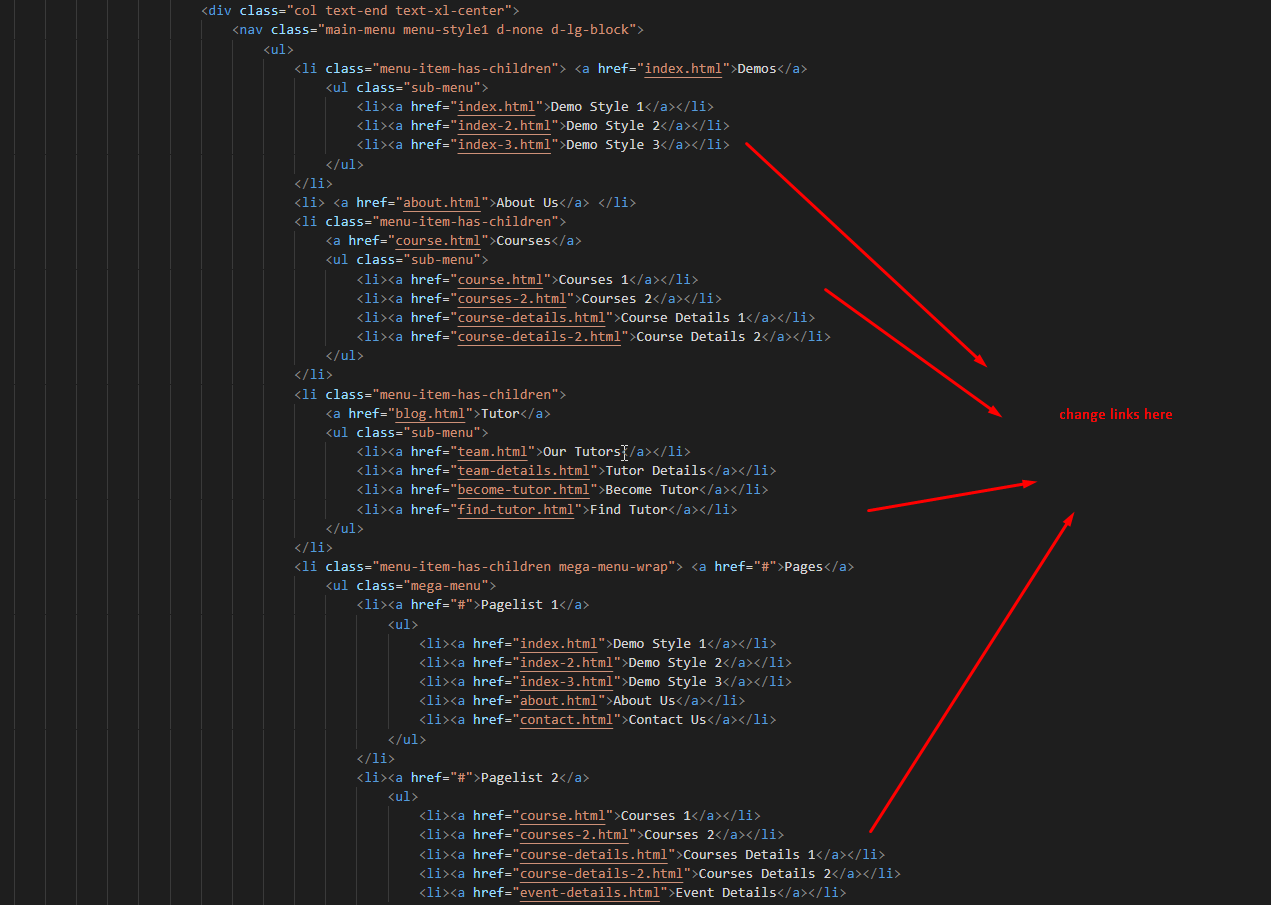 <div class="col text-end text-xl-center">
<nav class="main-menu menu-style1 d-none d-lg-block">
<ul>
<li class="menu-item-has-children"> <a href="index.html">Demos</a>
<ul class="sub-menu">
<li><a href="index.html">Demo Style 1</a></li>
<li><a href="index-2.html">Demo Style 2</a></li>
<li><a href="index-3.html">Demo Style 3</a></li>
</ul>
</li>
<li> <a href="about.html">About Us</a> </li>
<li class="menu-item-has-children">
<a href="course.html">Courses</a>
<ul class="sub-menu">
<li><a href="course.html">Courses 1</a></li>
<li><a href="courses-2.html">Courses 2</a></li>
<li><a href="course-details.html">Course Details 1</a></li>
<li><a href="course-details-2.html">Course Details 2</a></li>
</ul>
</li>
<li class="menu-item-has-children">
<a href="blog.html">Tutor</a>
change links here
<ul class="sub-menu">
<li><a href="team.html">Our Tutors</a></li>
<li><a href="team-details.html">Tutor Details</a></li>
<li><a href="become-tutor.html">Become Tutor</a></li>
<li><a href="find-tutor.html">Find Tutor</a></li>
</ul>
</li>
<li class="menu-item-has-children mega-menu-wrap"> <a href="#">Pages</a>
<ul class="mega-menu">
<li><a href="#">Pagelist 1</a>
<ul>
<li><a href="index.html">Demo Style 1</a></li>
<li><a href="index-2.html">Demo Style 2</a></li>
<li><a href="index-3.html">Demo Style 3</a></li>
<li><a href="about.html">About Us</a></li>
<li><a href="contact.html">Contact Us</a></li>
</ul>
</li>
<li><a href="#">Pagelist 2</a>
<ul>
<li><a href="course.html">Courses 1</a></li>
<li><a href="courses-2.html">Courses 2</a></li>
<li><a href="course-details.html">Courses Details 1</a></li>
<li><a href="course-details-2.html">Courses Details 2</a></li>
<li><a href="event-details.html">Event Details</a></li>